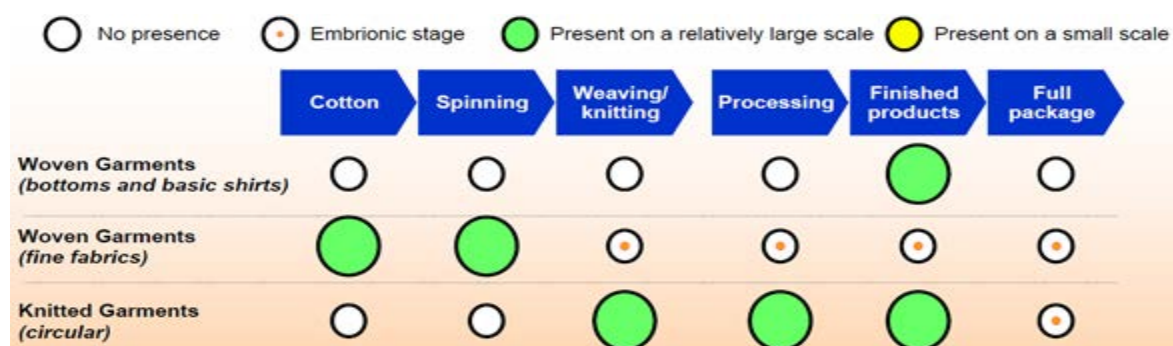 No presence Embrionic stage Present on a relatively large scale Present on a small scale
Cotton Spinning Weaving/ knitting Processing Finished products Full package
Woven Garments
(bottoms and basic shirts)
Woven Garments
(fine fabrics)
Knitted Garments
(circular)